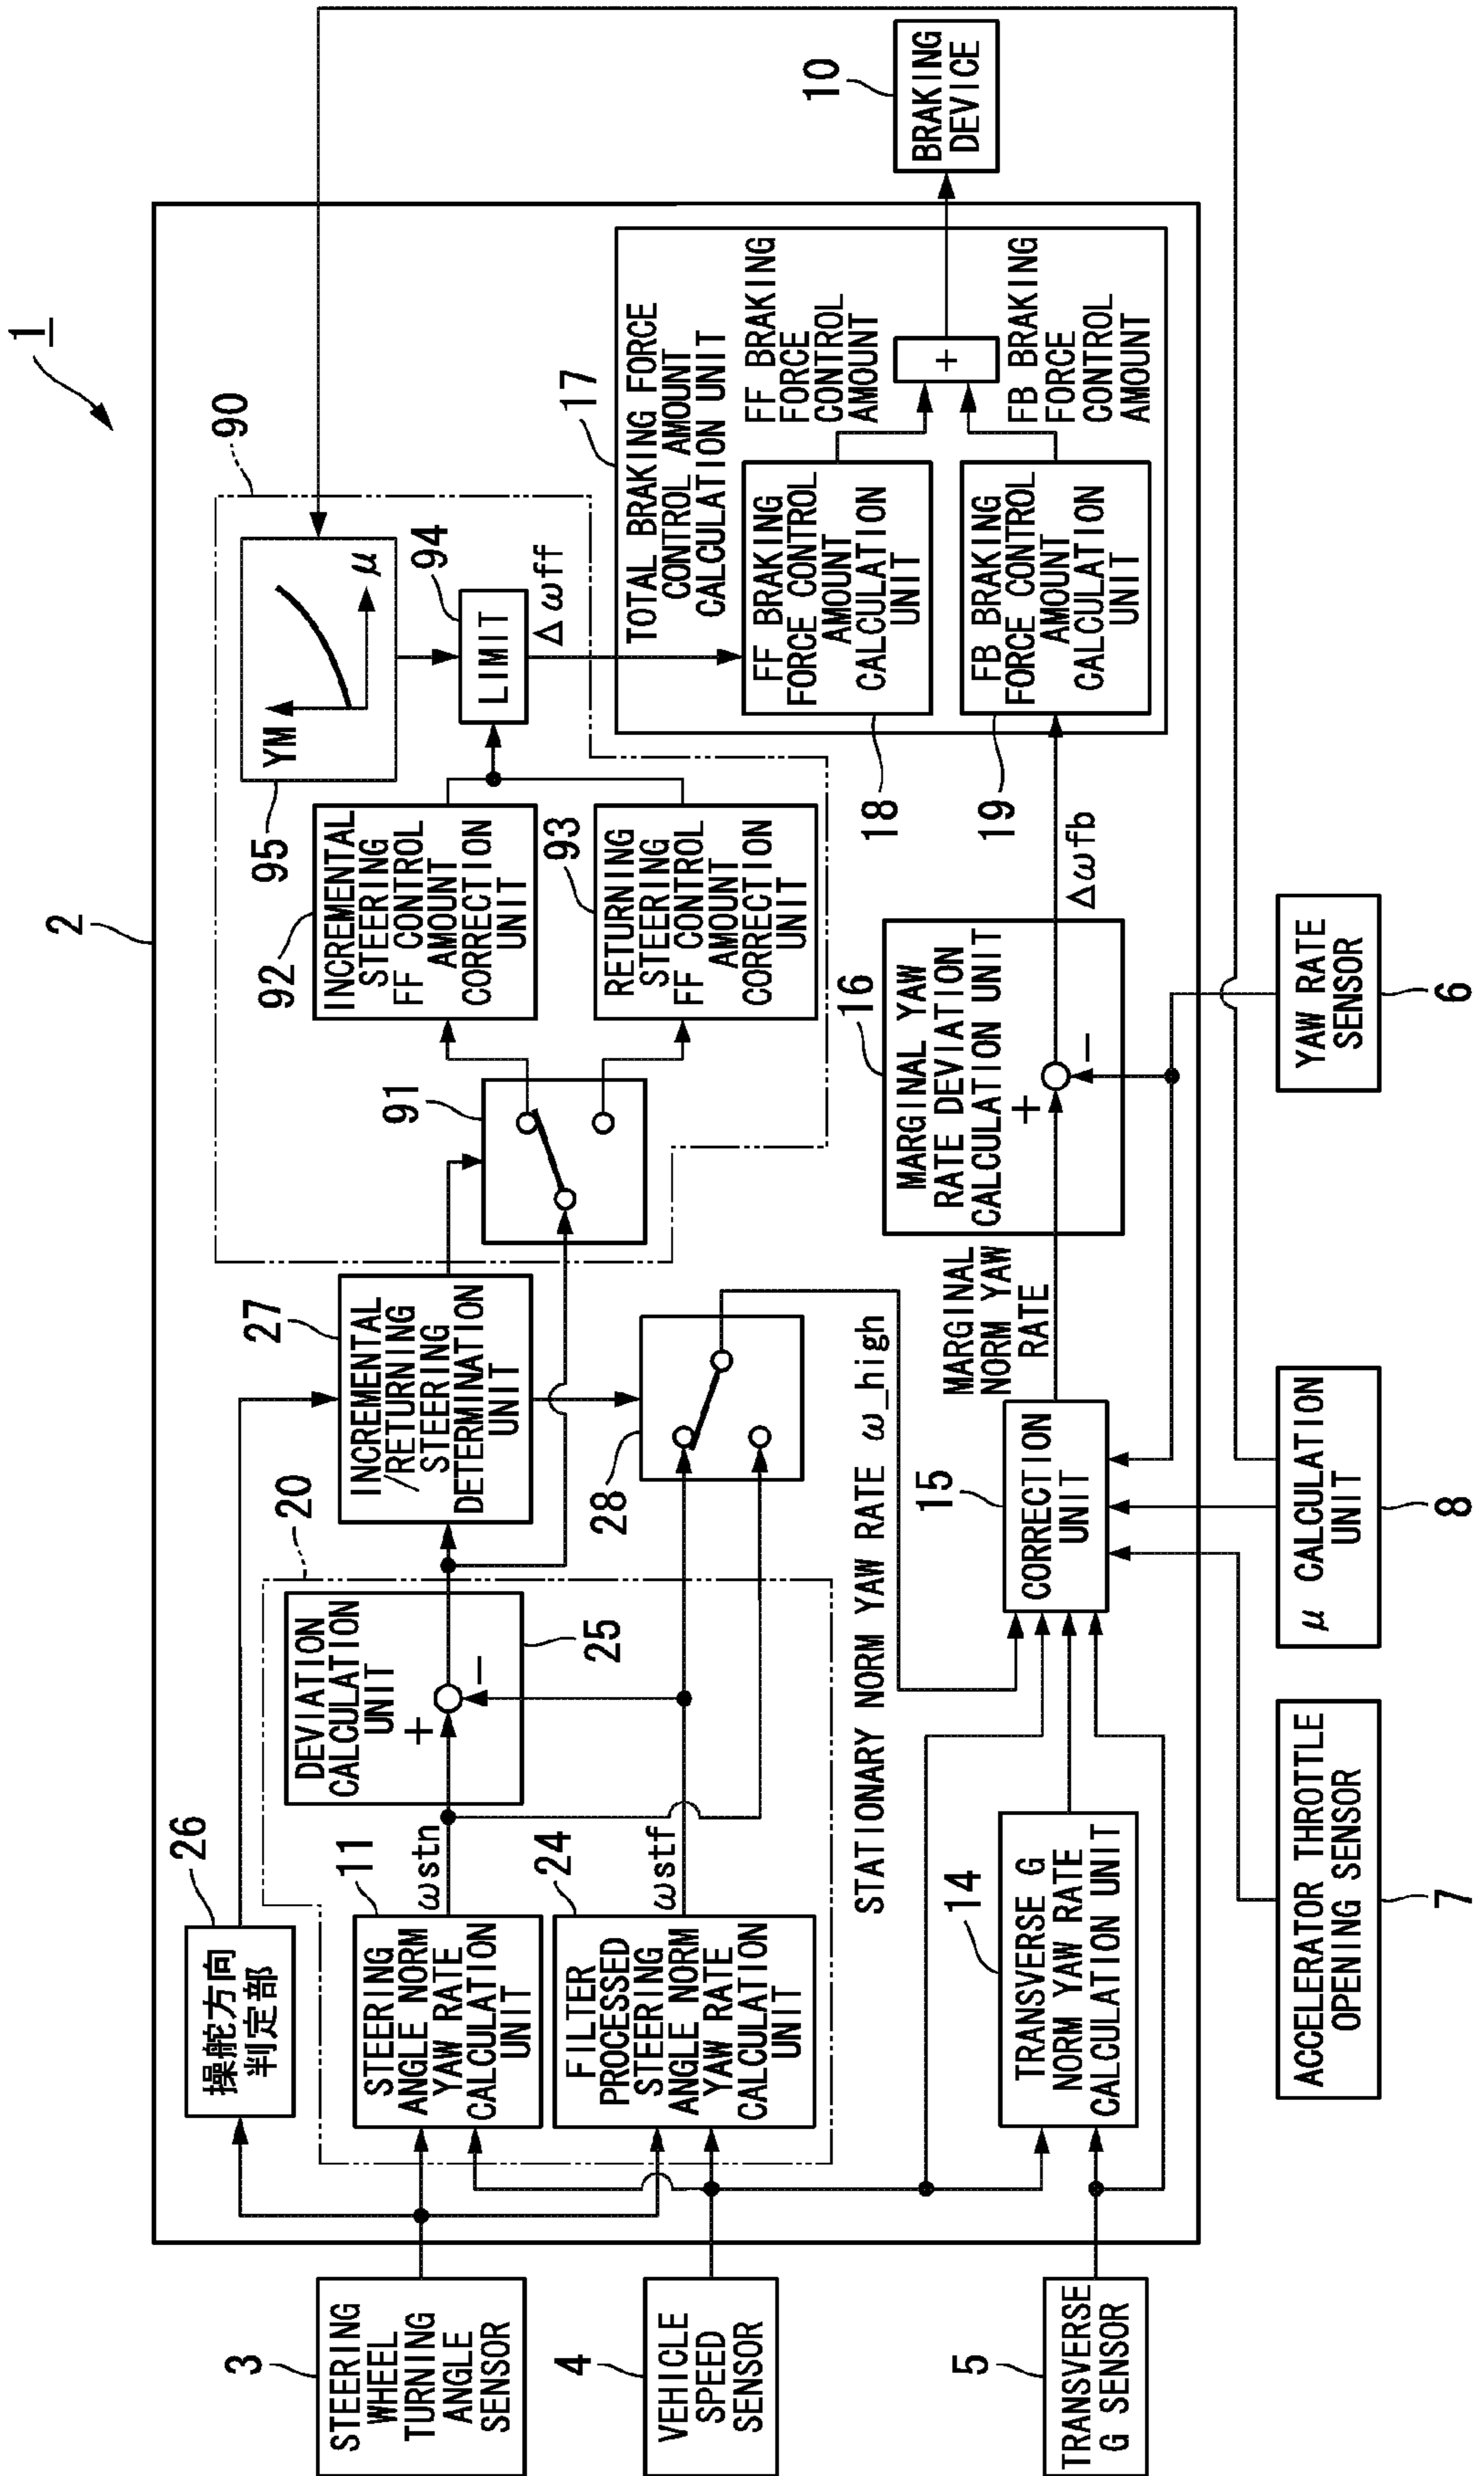 1
2
90
YM
μ
95
LIMIT
94
Δωff
INCREMENTAL
STEERING
FF CONTROL
AMOUNT
CORRECTION
UNIT
92
RETURNING
STEERING
FF CONTROL
AMOUNT
CORRECTION
UNIT
93
91
INCREMENTAL
/RETURNING
STEERING
DETERMINATION
UNIT
27
28
20
DEVIATION
CALCULATION
UNIT
+
−
25
操舵方向
判定部
26
STEERING
ANGLE NORM
YAW RATE
CALCULATION
UNIT
11
ωstn
FILTER
PROCESSED
STEERING
ANGLE NORM
YAW RATE
CALCULATION
UNIT
24
ωstf
STEERING
WHEEL
TURNING
ANGLE
SENSOR
3
VEHICLE
SPEED
SENSOR
4
TRANSVERSE
G SENSOR
5
TRANSVERSE G
NORM YAW RATE
CALCULATION UNIT
14
STATIONARY NORM YAW RATE ω_high
CORRECTION
UNIT
15
MARGINAL
NORM YAW
RATE
MARGINAL YAW
RATE DEVIATION
CALCULATION UNIT
+
−
16
Δωfb
TOTAL BRAKING FORCE
CONTROL AMOUNT
CALCULATION UNIT
17
FF BRAKING
FORCE CONTROL
AMOUNT
CALCULATION
UNIT
18
FB BRAKING
FORCE CONTROL
AMOUNT
CALCULATION
UNIT
19
FF BRAKING
FORCE
CONTROL
AMOUNT
+
FB BRAKING
FORCE
CONTROL
AMOUNT
BRAKING
DEVICE
10
ACCELERATOR THROTTLE
OPENING SENSOR
7
μ CALCULATION
UNIT
8
YAW RATE
SENSOR
6